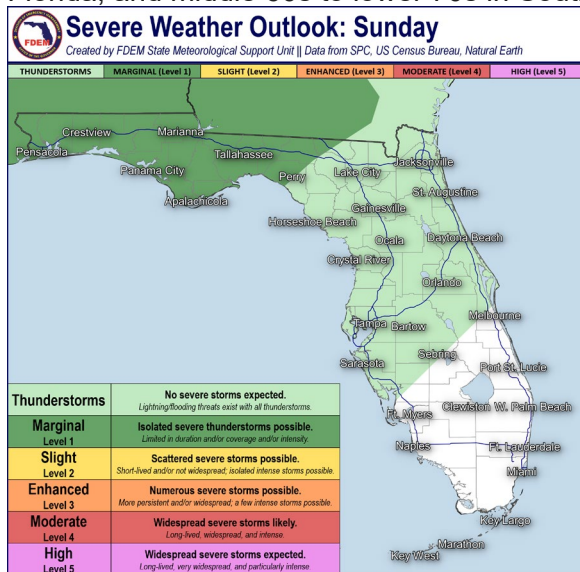 Severe Weather Outlook: Sunday
Created by FDEM State Meteorological Support Unit || Data from SPC, US Census Bureau, Natural Earth
FDEM
THUNDERSTORMS MARGINAL (Level 1) SLIGHT (Level 2) ENHANCED (Level 3) MODERATE (Level 4) HIGH (Level 5)
Crestview
Marianna
Pensacola
Tallahassee
Jacksonville
Panama City
Perry
Lake City
Apalachicola
St. Augustine
Gainesville
Horseshoe Beach
Ocala
Daytona Beach
Crystal River
Orlando
Melbourne
Tampa
Bartow
Sebring
Sarasota
Port St. Lucie
Ft. Myers
Clewiston
W. Palm Beach
Naples
Ft. Lauderdale
Miami
Key Largo
Marathon
Key West
Thunderstorms
No severe storms expected.
Lightning/flooding threats exist with all thunderstorms.
Marginal
Level 1
Isolated severe thunderstorms possible.
Limited in duration and/or coverage and/or intensity.
Slight
Level 2
Scattered severe storms possible.
Short-lived and/or not widespread; isolated intense storms possible.
Enhanced
Level 3
Numerous severe storms possible.
More persistent and/or widespread; a few intense storms possible.
Moderate
Level 4
Widespread severe storms likely.
Long-lived, widespread, and intense.
High
Level 5
Widespread severe storms expected.
Long-lived, very widespread, and particularly intense